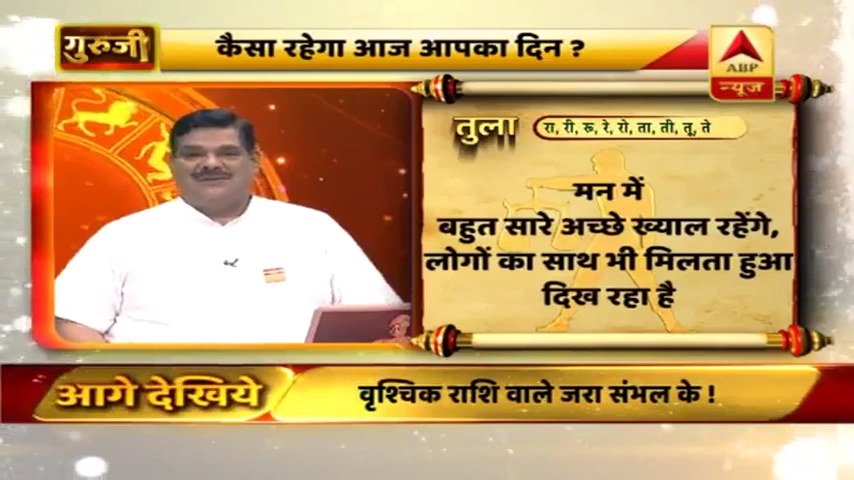 गुरुजी
कैसा रहेगा आज आपका दिन ?
ABP
न्यूज़
तुला
रा, री, रू, रे, रो, ता, ती, तू, ते
मन में
बहुत सारे अच्छे ख्याल रहेंगे,
लोगों का साथ भी मिलता हुआ
दिख रहा है
आगे देखिये
वृश्चिक राशि वाले जरा संभल के !